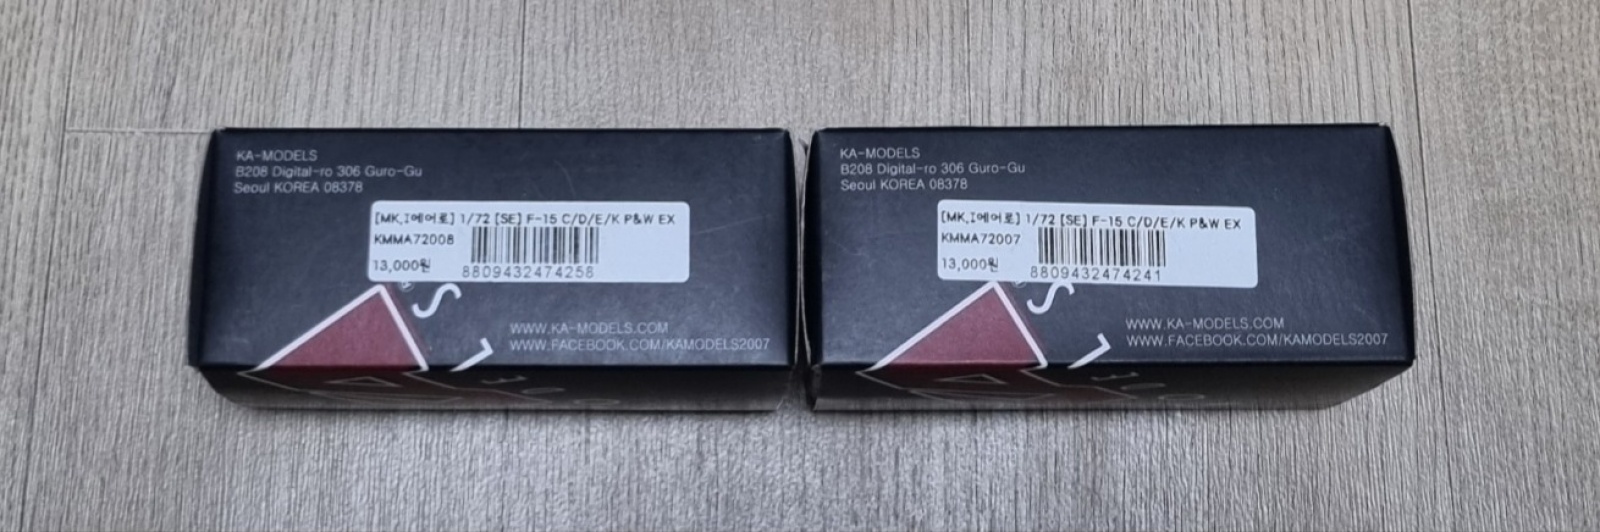 KA-MODELS
B208 Digital-ro 306 Guro-Gu
Seoul KOREA 08378
[MK.I에어로] 1/72 [SE] F-15 C/D/E/K P&W EX
KMMA72008
13,000원
8809432474258
WWW.KA-MODELS.COM
WWW.FACEBOOK.COM/KAMODELS2007
KA-MODELS
B208 Digital-ro 306 Guro-Gu
Seoul KOREA 08378
[MK.I에어로] 1/72 [SE] F-15 C/D/E/K P&W EX
KMMA72007
13,000원
8809432474241
WWW.KA-MODELS.COM
WWW.FACEBOOK.COM/KAMODELS2007